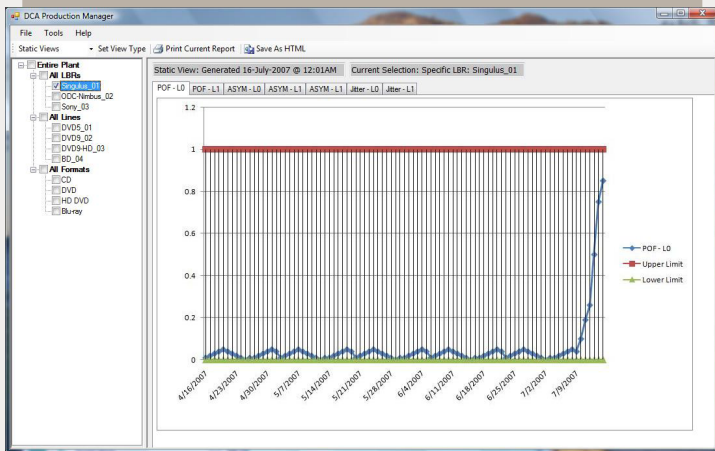 DCA Production Manager
File Tools Help
Static Views Set View Type Print Current Report Save As HTML
Entire Plant
All LBRs
Singulus_01
ODC-Nimbus_02
Sony_03
All Lines
DVD5_01
DVD9_02
DVD9-HD_03
BD_04
All Formats
CD
DVD
HD DVD
Blu-ray
Static View: Generated 16-July-2007 @ 12:01AM Current Selection: Specific LBR: Singulus_01
POF - L0 POF - L1 ASYM - L0 ASYM - L1 ASYM - L1 Jitter - L0 Jitter - L1
1.2
1
0.8
0.6
0.4
0.2
0
4/16/2007 4/23/2007 4/30/2007 5/7/2007 5/14/2007 5/21/2007 5/28/2007 6/4/2007 6/11/2007 6/18/2007 6/25/2007 7/2/2007 7/9/2007
POF - L0
Upper Limit
Lower Limit